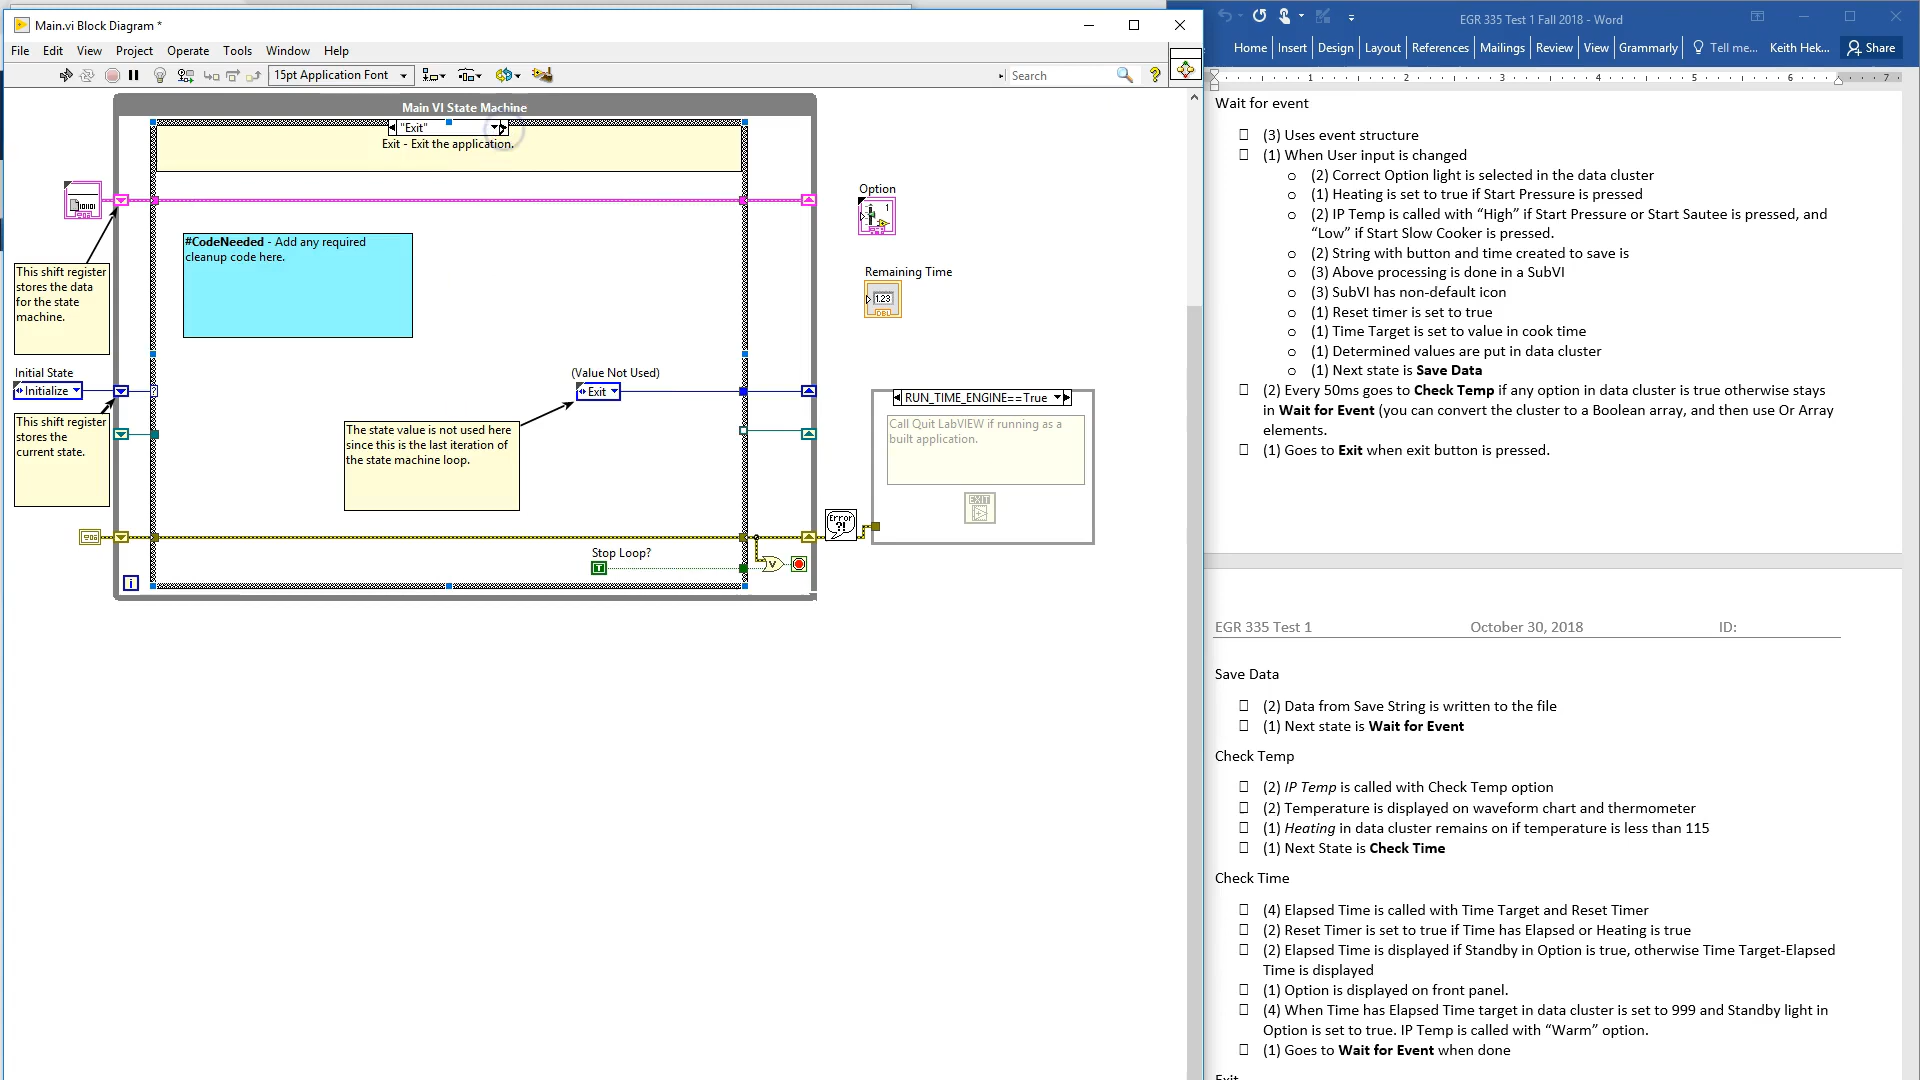 Main.vi Block Diagram *
File Edit View Project Operate Tools Window Help
15pt Application Font
Search
Main VI State Machine
"Exit"
Exit - Exit the application.
#CodeNeeded - Add any required
cleanup code here.
This shift register
stores the data
for the state
machine.
Initial State
Initialize
This shift register
stores the
current state.
(Value Not Used)
Exit
The state value is not used here
since this is the last iteration of
the state machine loop.
Stop Loop?
T
i
V
Option
1
Remaining Time
1.23
DBL
RUN_TIME_ENGINE==True
Call Quit LabVIEW if running as a
built application.
EXIT
Error
?!
EGR 335 Test 1 Fall 2018 - Word
Home Insert Design Layout References Mailings Review View Grammarly Tell me... Keith Hek... Share
1 2 3 4 5 6 7
Wait for event
(3) Uses event structure
(1) When User input is changed
o (2) Correct Option light is selected in the data cluster
o (1) Heating is set to true if Start Pressure is pressed
o (2) IP Temp is called with “High” if Start Pressure or Start Sautee is pressed, and
“Low” if Start Slow Cooker is pressed.
o (2) String with button and time created to save is
o (3) Above processing is done in a SubVI
o (3) SubVI has non-default icon
o (1) Reset timer is set to true
o (1) Time Target is set to value in cook time
o (1) Determined values are put in data cluster
o (1) Next state is Save Data
(2) Every 50ms goes to Check Temp if any option in data cluster is true otherwise stays
in Wait for Event (you can convert the cluster to a Boolean array, and then use Or Array
elements.
(1) Goes to Exit when exit button is pressed.
EGR 335 Test 1 October 30, 2018 ID:
Save Data
(2) Data from Save String is written to the file
(1) Next state is Wait for Event
Check Temp
(2) IP Temp is called with Check Temp option
(2) Temperature is displayed on waveform chart and thermometer
(1) Heating in data cluster remains on if temperature is less than 115
(1) Next State is Check Time
Check Time
(4) Elapsed Time is called with Time Target and Reset Timer
(2) Reset Timer is set to true if Time has Elapsed or Heating is true
(2) Elapsed Time is displayed if Standby in Option is true, otherwise Time Target-Elapsed
Time is displayed
(1) Option is displayed on front panel.
(4) When Time has Elapsed Time target in data cluster is set to 999 and Standby light in
Option is set to true. IP Temp is called with “Warm” option.
(1) Goes to Wait for Event when done
Exit